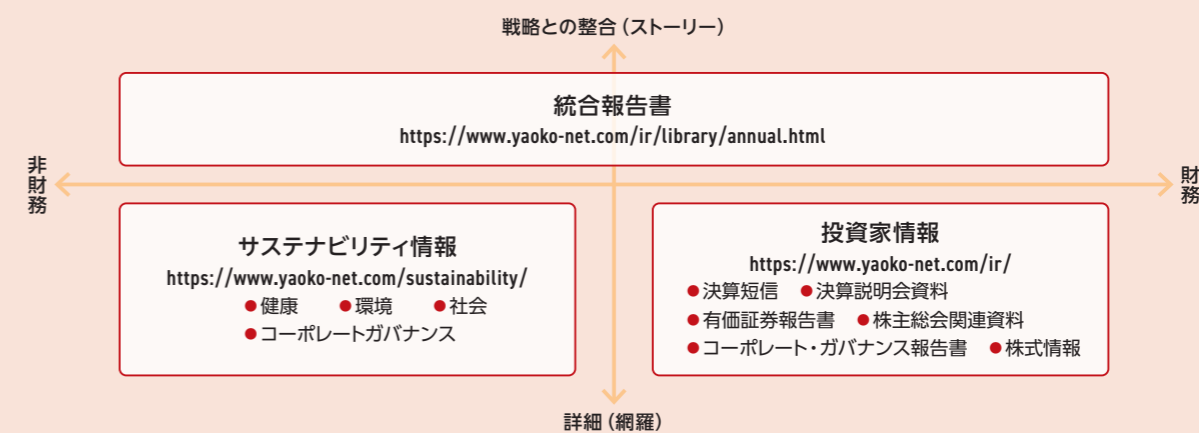 戦略との整合（ストーリー）
統合報告書
https://www.yaoko-net.com/ir/library/annual.html
非財務
財務
サステナビリティ情報
https://www.yaoko-net.com/sustainability/
●健康 ●環境 ●社会
●コーポレートガバナンス
投資家情報
https://www.yaoko-net.com/ir/
●決算短信 ●決算説明会資料
●有価証券報告書 ●株主総会関連資料
●コーポレート・ガバナンス報告書 ●株式情報
詳細（網羅）